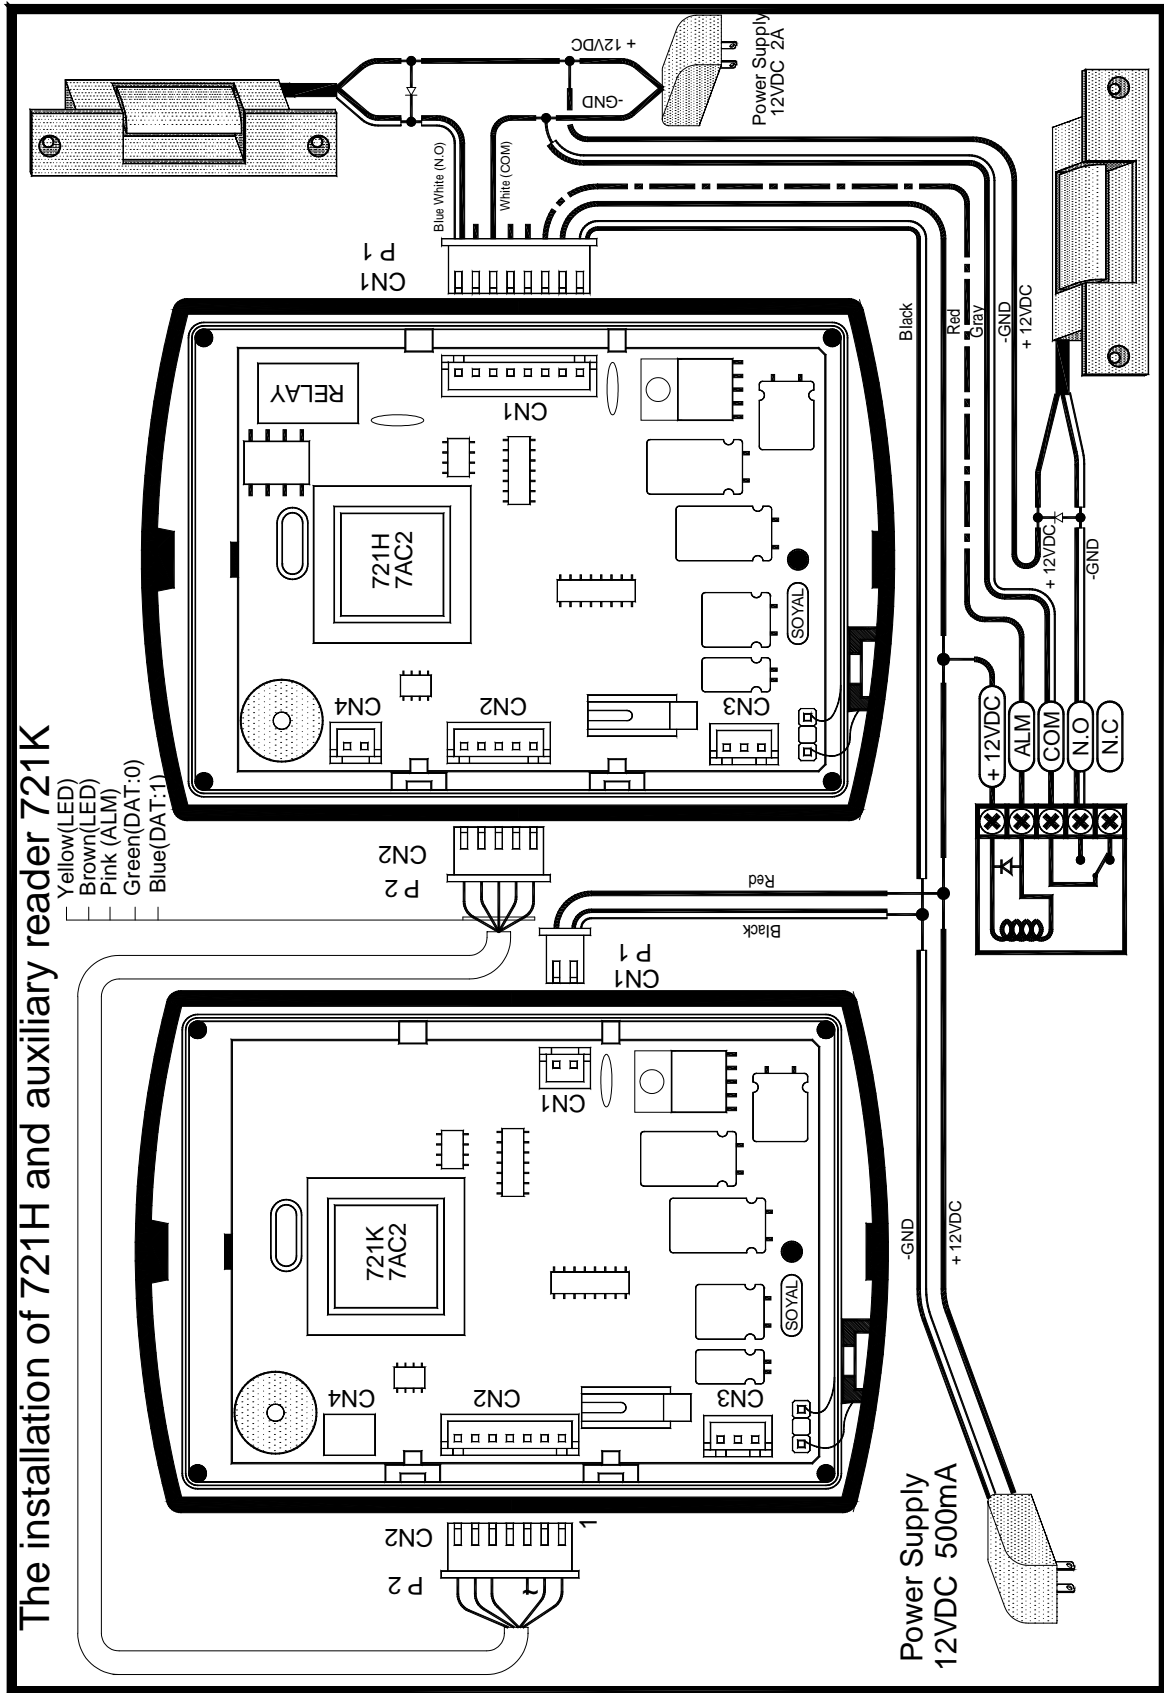 The installation of 721H and auxiliary reader 721K
Yellow(LED)
Brown(LED)
Pink (ALM)
Green(DAT:0)
Blue(DAT:1)
+ 12VDC
-GND
Power Supply
12VDC 2A
Blue White (N.O)
White (COM)
P 1
CN1
RELAY
CN1
721H
7AC2
SOYAL
CN4
CN2
CN3
CN2
P 2
Black
Red
Gray
-GND
+ 12VDC
+ 12VDC
-GND
+ 12VDC
ALM
COM
N.O
N.C
Red
Black
P 1
CN1
CN1
721K
7AC2
SOYAL
CN4
CN2
CN3
CN2
P 2
1
-GND
+ 12VDC
Power Supply
12VDC 500mA